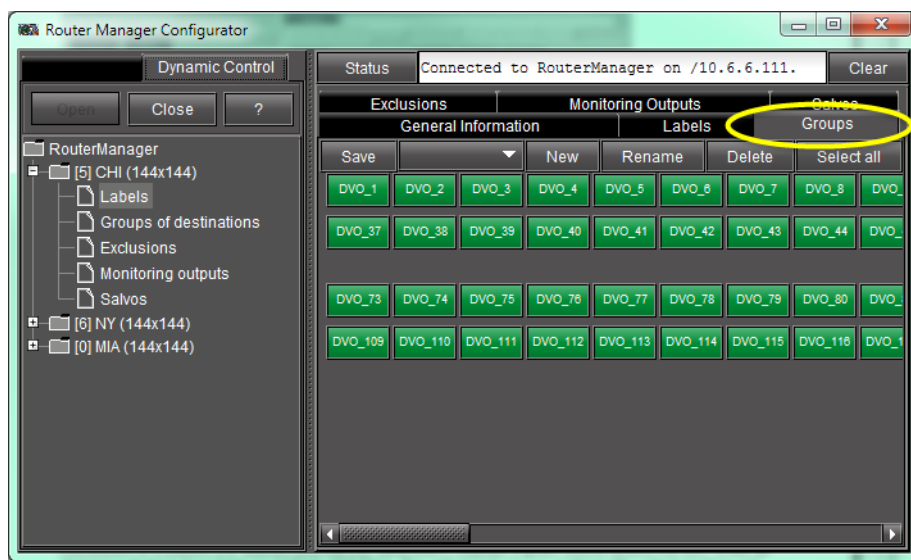 Router Manager Configurator
Dynamic Control
Open Close ?
RouterManager
[5] CHI (144x144)
Labels
Groups of destinations
Exclusions
Monitoring outputs
Salvos
[6] NY (144x144)
[0] MIA (144x144)
Status Connected to RouterManager on /10.6.6.111. Clear
Exclusions Monitoring Outputs Salvos
General Information Labels Groups
Save New Rename Delete Select all
DVO_1 DVO_2 DVO_3 DVO_4 DVO_5 DVO_6 DVO_7 DVO_8 DVO_
DVO_37 DVO_38 DVO_39 DVO_40 DVO_41 DVO_42 DVO_43 DVO_44 DVO_
DVO_73 DVO_74 DVO_75 DVO_76 DVO_77 DVO_78 DVO_79 DVO_80 DVO_
DVO_109 DVO_110 DVO_111 DVO_112 DVO_113 DVO_114 DVO_115 DVO_116 DVO_1